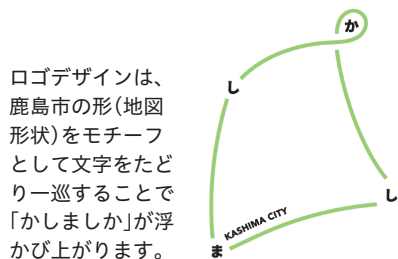 ロゴデザインは、
鹿島市の形(地図
形状)をモチーフ
として文字をたど
り一巡することで
「かしましか」が浮
かび上がります。
か
し
ま
し
KASHIMA CITY